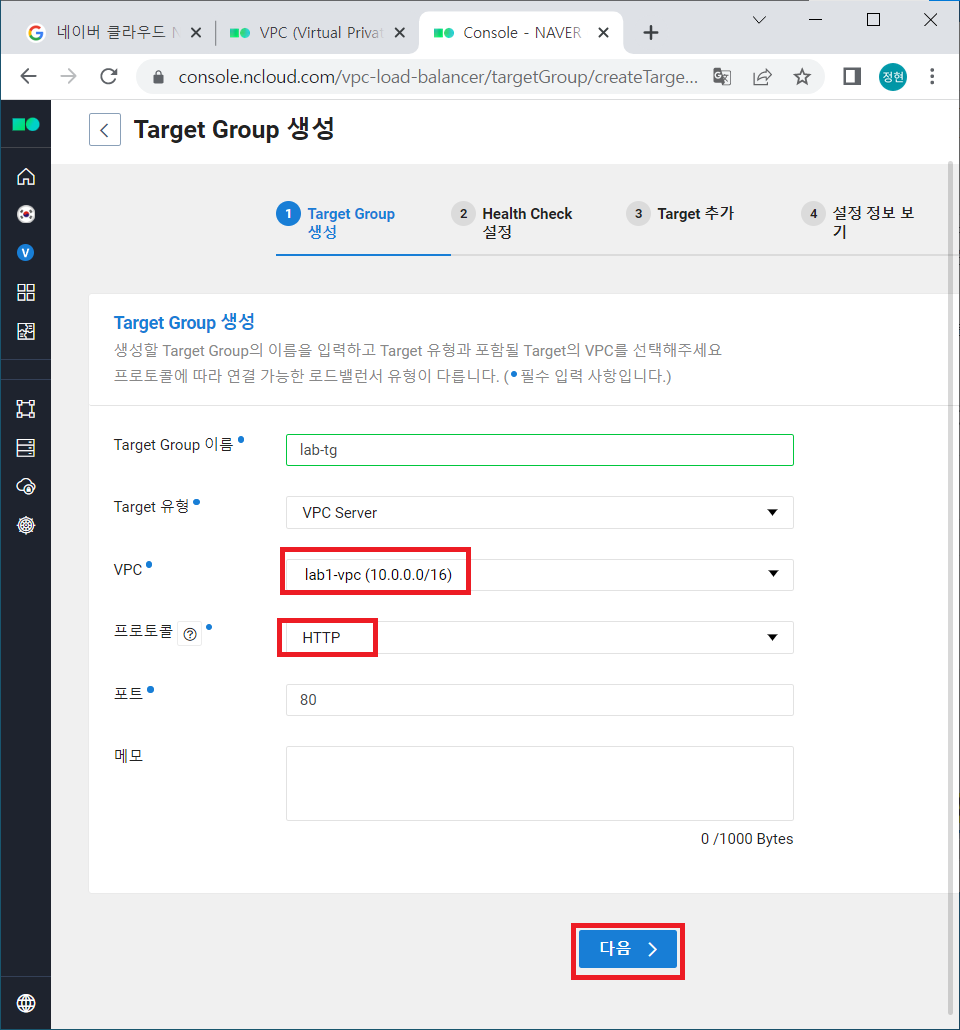 네이버 클라우드
VPC (Virtual Privat
Console - NAVER
console.ncloud.com/vpc-load-balancer/targetGroup/createTarge...
정현
Target Group 생성
V
1 Target Group 생성
2 Health Check 설정
3 Target 추가
4 설정 정보 보기
Target Group 생성
생성할 Target Group의 이름을 입력하고 Target 유형과 포함될 Target의 VPC를 선택해주세요
프로토콜에 따라 연결 가능한 로드밸런서 유형이 다릅니다. (• 필수 입력 사항입니다.)
Target Group 이름 •
lab-tg
Target 유형 •
VPC Server
VPC •
lab1-vpc (10.0.0.0/16)
프로토콜 ? •
HTTP
포트 •
80
메모
0 /1000 Bytes
다음 >